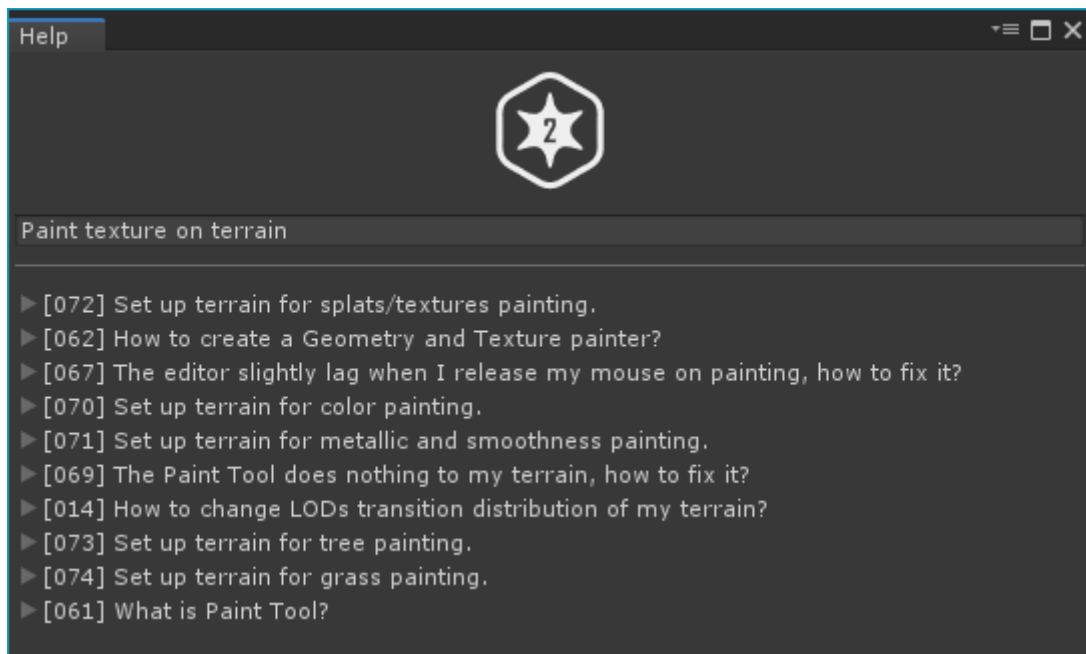 Help
2
Paint texture on terrain
[072] Set up terrain for splats/textures painting.
[062] How to create a Geometry and Texture painter?
[067] The editor slightly lag when I release my mouse on painting, how to fix it?
[070] Set up terrain for color painting.
[071] Set up terrain for metallic and smoothness painting.
[069] The Paint Tool does nothing to my terrain, how to fix it?
[014] How to change LODs transition distribution of my terrain?
[073] Set up terrain for tree painting.
[074] Set up terrain for grass painting.
[061] What is Paint Tool?